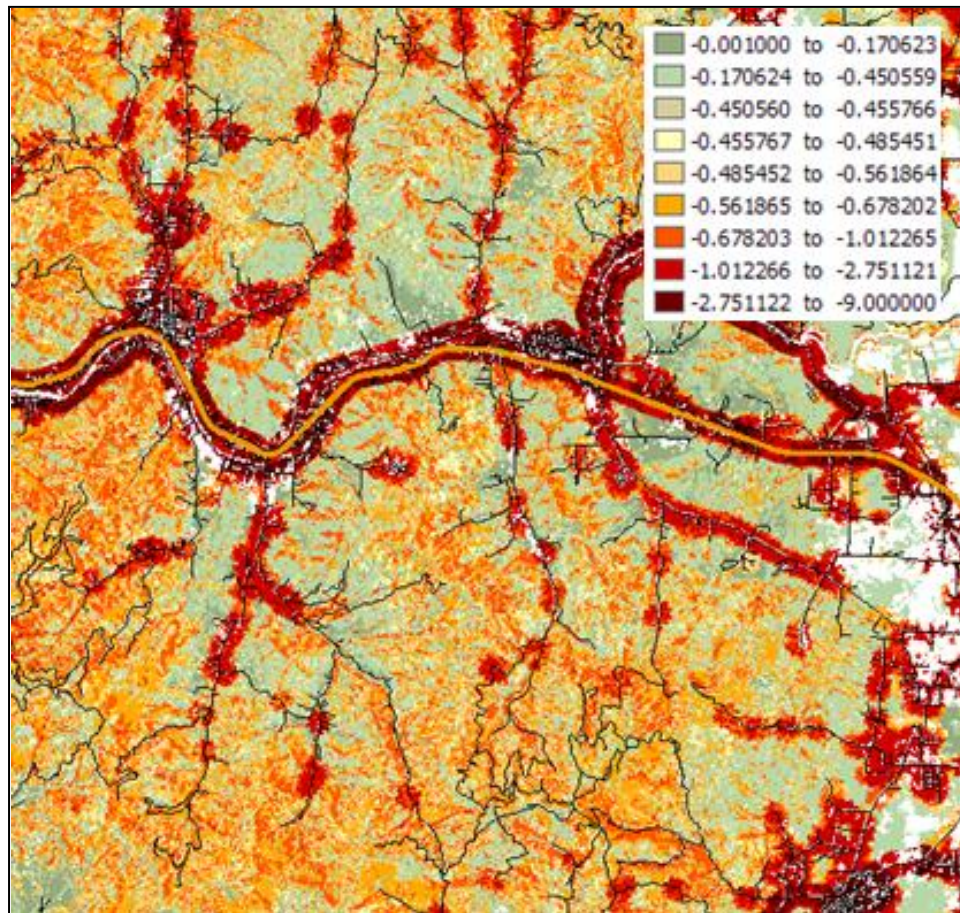 -0.001000 to -0.170623
-0.170624 to -0.450559
-0.450560 to -0.455766
-0.455767 to -0.485451
-0.485452 to -0.561864
-0.561865 to -0.678202
-0.678203 to -1.012265
-1.012266 to -2.751121
-2.751122 to -9.000000